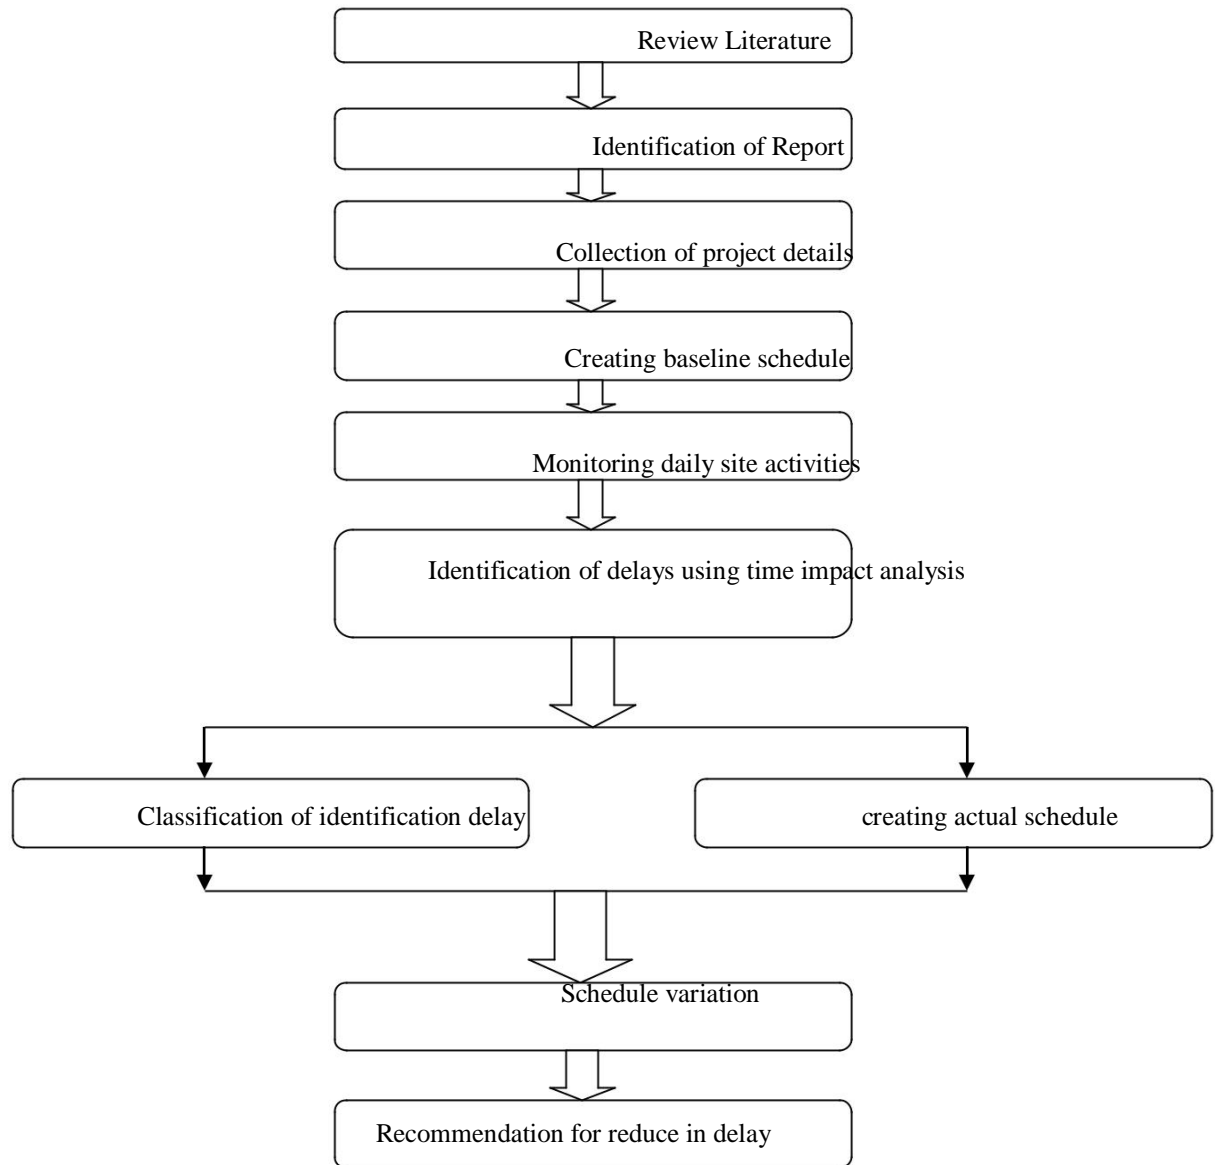 Review Literature
Identification of Report
Collection of project details
Creating baseline schedule
Monitoring daily site activities
Identification of delays using time impact analysis
Classification of identification delay
creating actual schedule
Schedule variation
Recommendation for reduce in delay